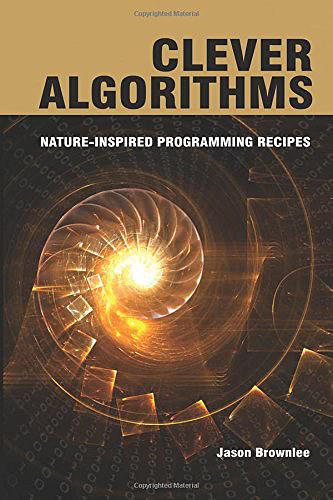 CLEVER
ALGORITHMS
NATURE-INSPIRED PROGRAMMING RECIPES
Jason Brownlee